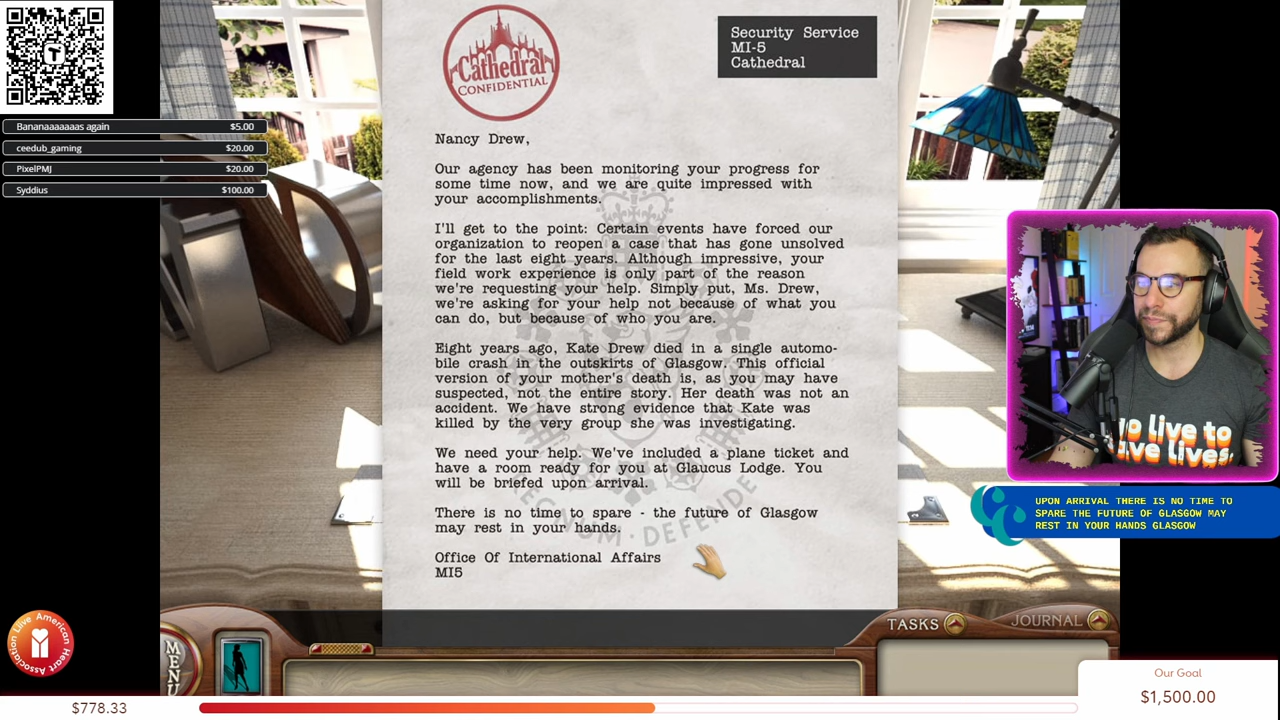 Bananaaaaaaas again $5.00
ceedub_gaming $20.00
PixelPMJ $20.00
Syddius $100.00
Cathedral
CONFIDENTIAL
Security Service
MI-5
Cathedral
Nancy Drew,
Our agency has been monitoring your progress for
some time now, and we are quite impressed with
your accomplishments.
I'll get to the point: Certain events have forced our
organization to reopen a case that has gone unsolved
for the last eight years. Although impressive, your
field work experience is only part of the reason
we're requesting your help. Simply put, Ms. Drew,
we're asking for your help not because of what you
can do, but because of who you are.
Eight years ago, Kate Drew died in a single automo-
bile crash in the outskirts of Glasgow. This official
version of your mother's death is, as you may have
suspected, not the entire story. Her death was not an
accident. We have strong evidence that Kate was
killed by the very group she was investigating.
We need your help. We've included a plane ticket and
have a room ready for you at Glaucus Lodge. You
will be briefed upon arrival.
There is no time to spare - the future of Glasgow
may rest in your hands.
Office Of International Affairs
MI5
UPON ARRIVAL THERE IS NO TIME TO
SPARE THE FUTURE OF GLASGOW MAY
REST IN YOUR HANDS GLASGOW
MENU
TASKS
JOURNAL
American Heart Association Live
Our Goal
$778.33
$1,500.00